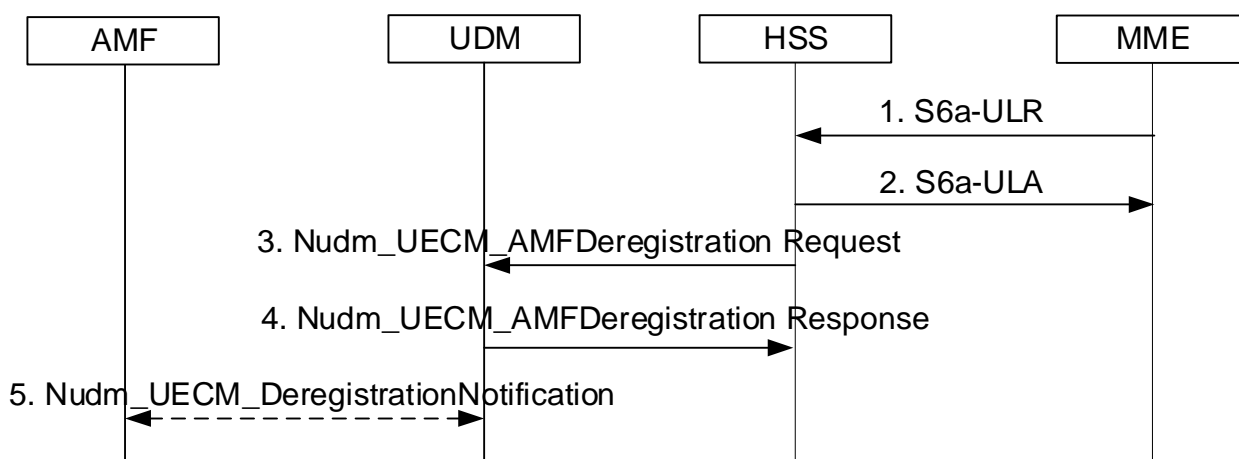 AMF
UDM
HSS
MME
1. S6a-ULR
2. S6a-ULA
3. Nudm_UECM_AMFDeregistration Request
4. Nudm_UECM_AMFDeregistration Response
5. Nudm_UECM_DeregistrationNotification